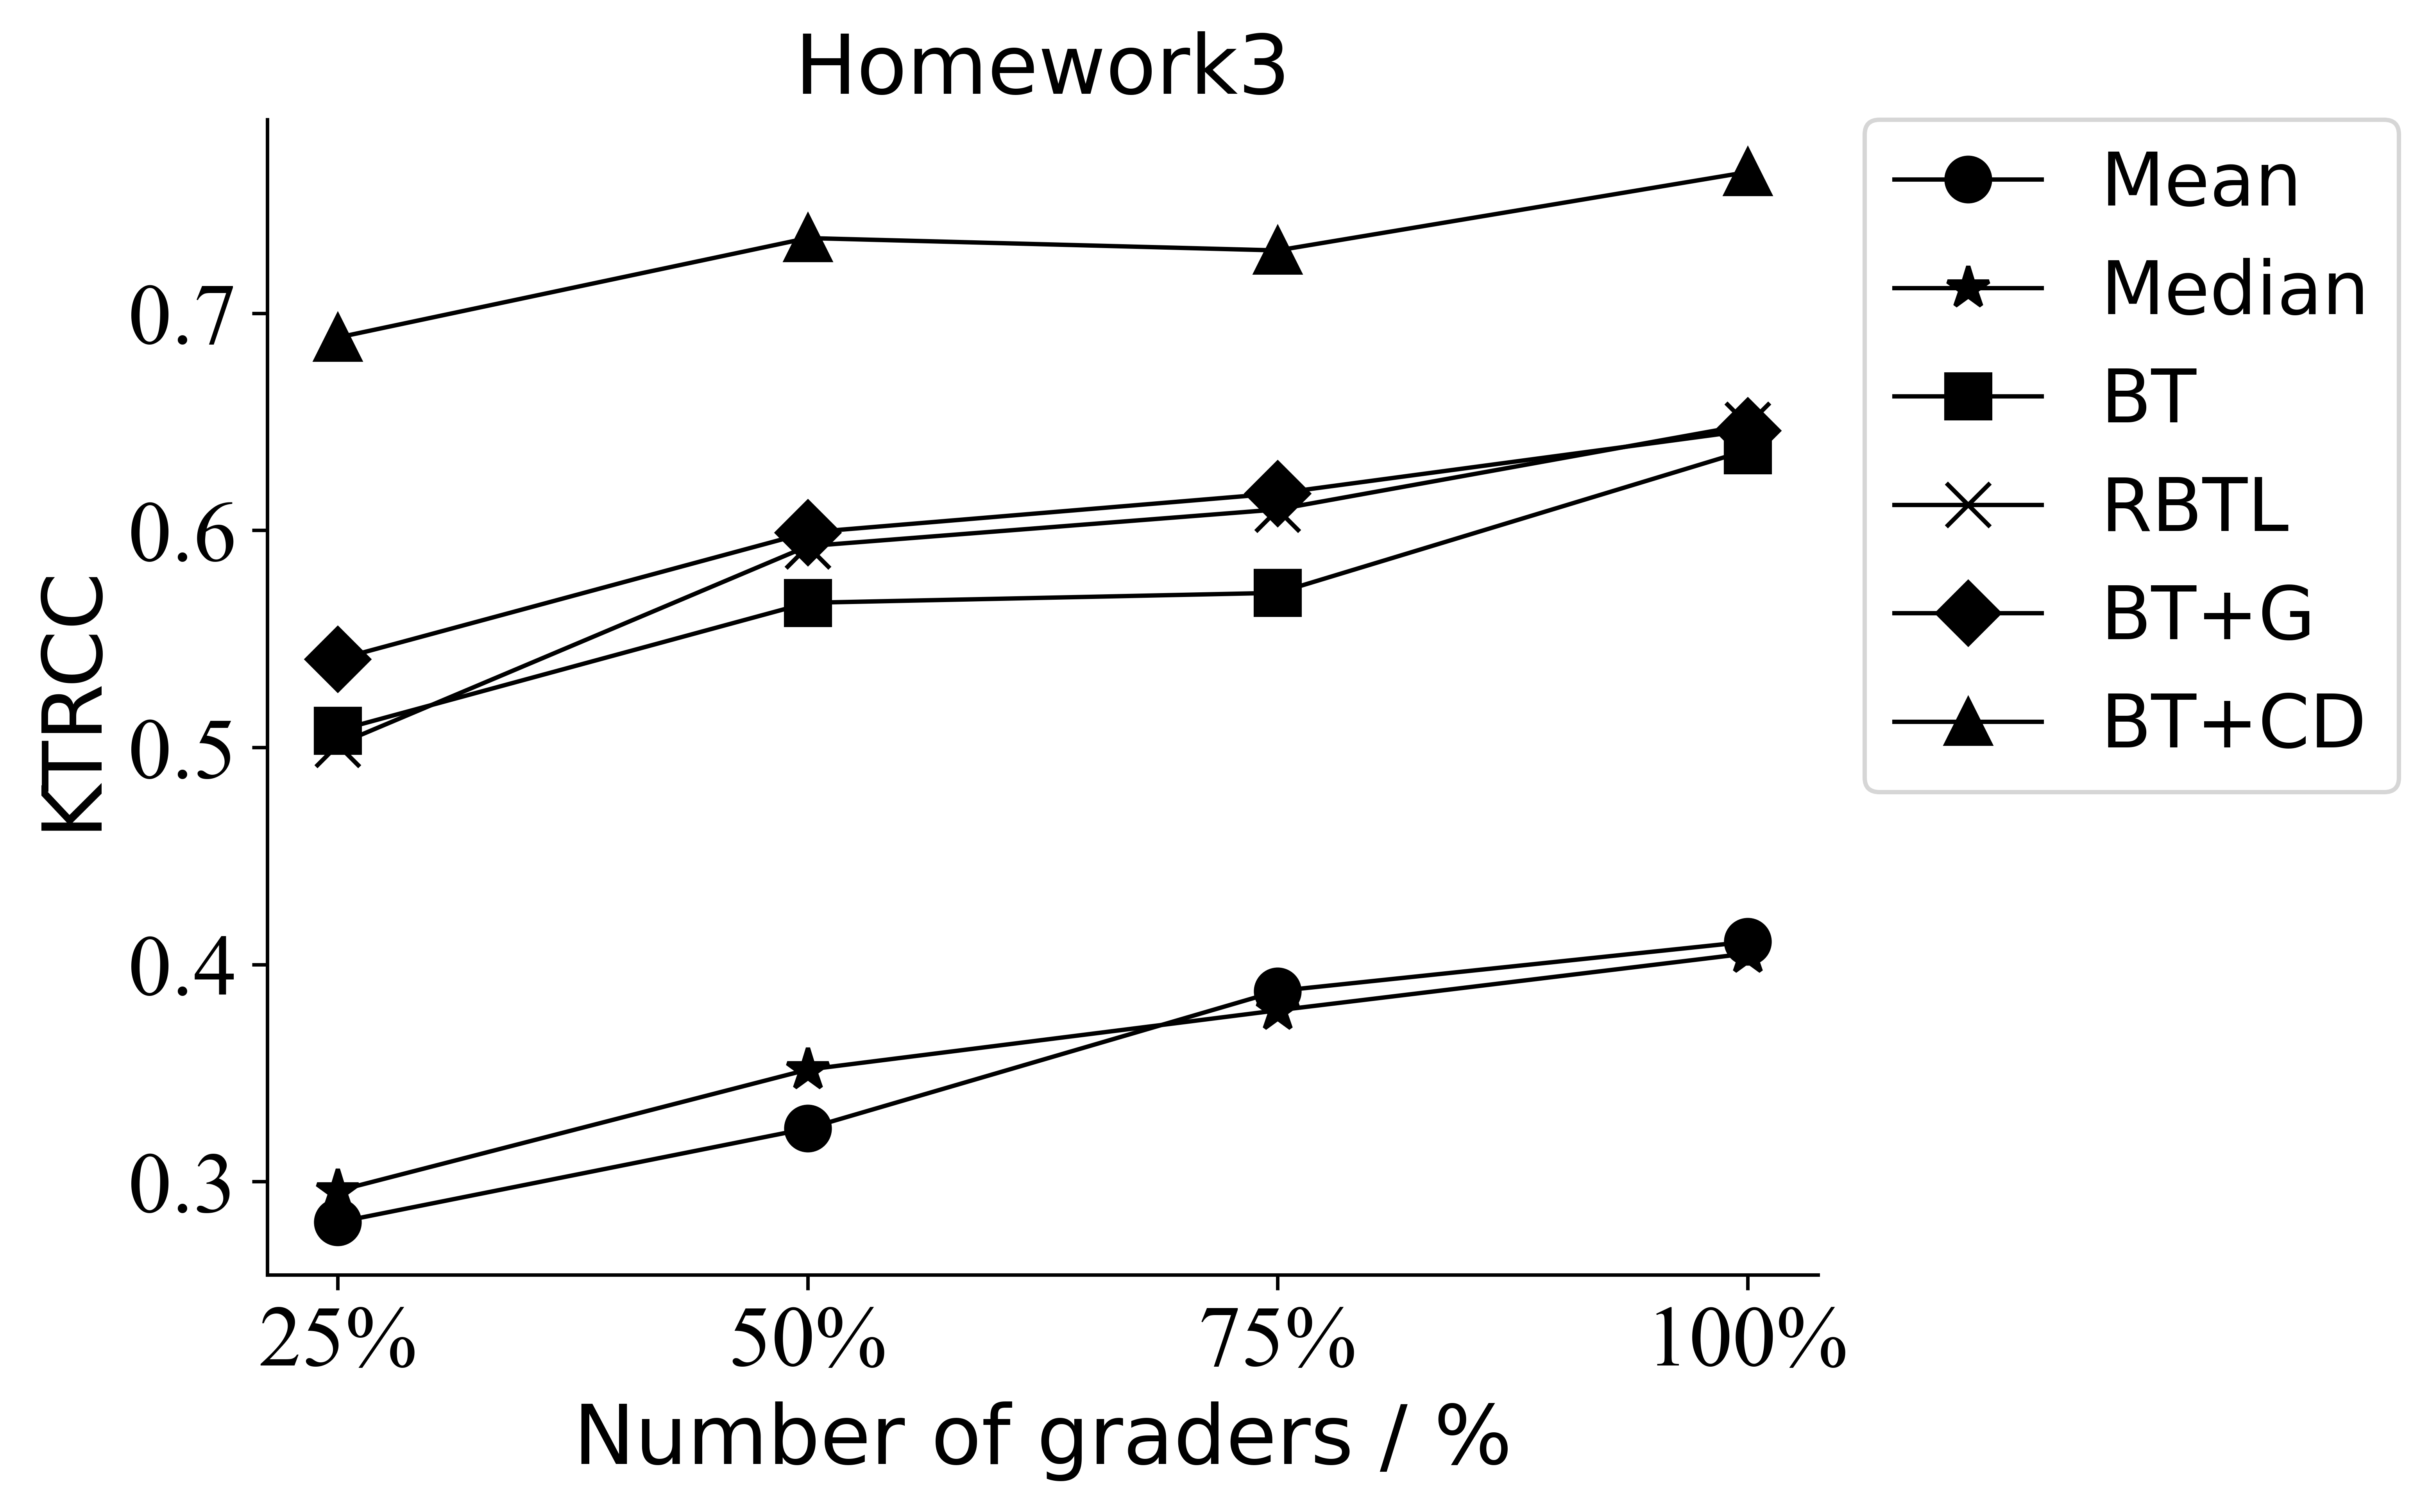 Homework3
KTRCC
0.7
0.6
0.5
0.4
0.3
25% 50% 75% 100%
Number of graders / %
Mean
Median
BT
RBTL
BT+G
BT+CD